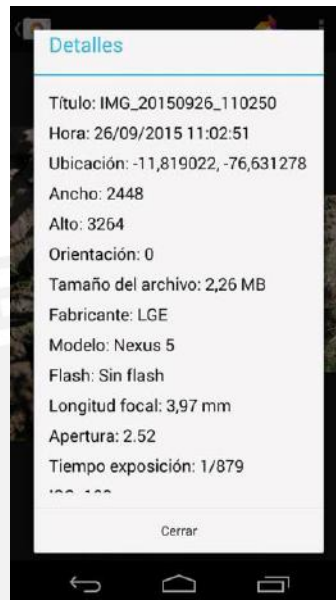 Detalles
Título: IMG_20150926_110250
Hora: 26/09/2015 11:02:51
Ubicación: -11,819022, -76,631278
Ancho: 2448
Alto: 3264
Orientación: 0
Tamaño del archivo: 2,26 MB
Fabricante: LGE
Modelo: Nexus 5
Flash: Sin flash
Longitud focal: 3,97 mm
Apertura: 2.52
Tiempo exposición: 1/879
Cerrar